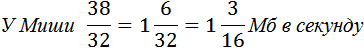 У Миши 38/32 = 1 6/32 = 1 3/16 Мб в секунду